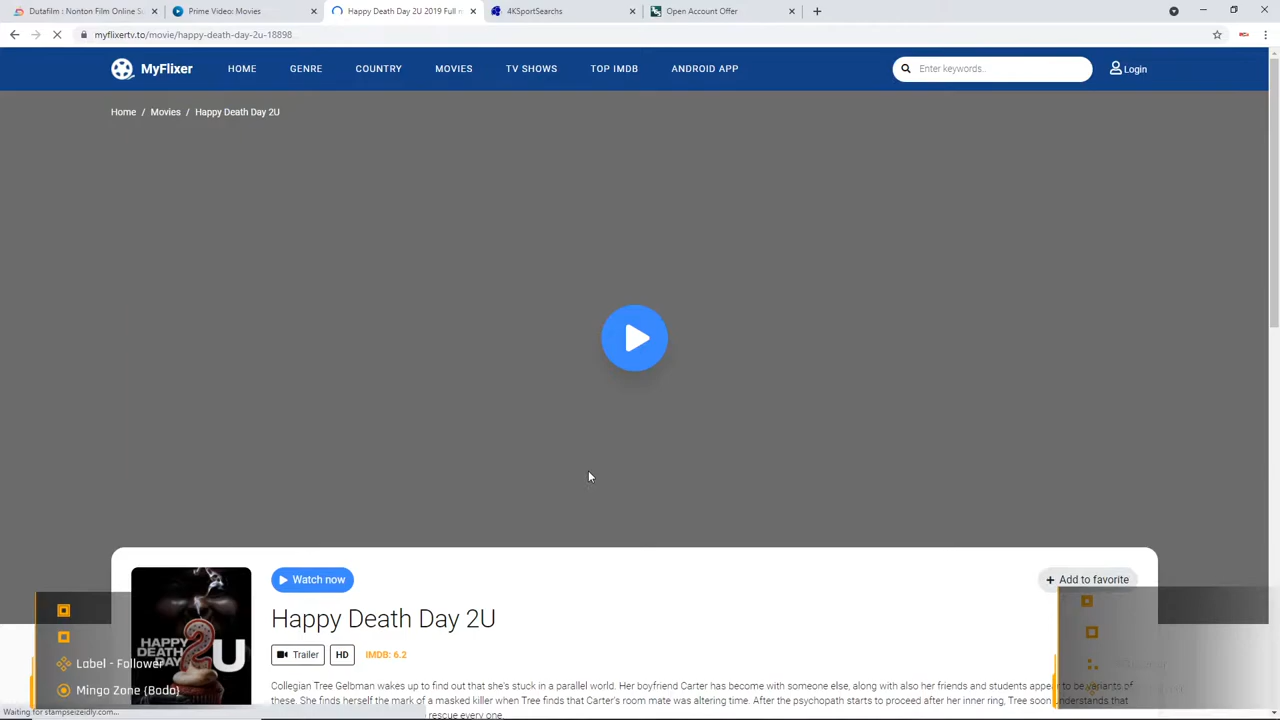 Dutafilm: Nonton Film Online S
Prime Video: Movies
Happy Death Day 2U 2019 Full
4KSportSearchs
Open Account Offer
myflixertv.to/movie/happy-death-day-2u-18898
MyFlixer
HOME
GENRE
COUNTRY
MOVIES
TV SHOWS
TOP IMDB
ANDROID APP
Enter keywords..
Login
Home / Movies / Happy Death Day 2U
Watch now
+ Add to favorite
Happy Death Day 2U
HAPPY
DEATH
DAY
2U
Trailer
HD
IMDB: 6.2
Label - Follower
Mingo Zone (Bodo)
Collegian Tree Gelbman wakes up to find out that she's stuck in a parallel world. Her boyfriend Carter has become with someone else, along with also her friends and students appear to be variants of
these. She finds herself the mark of a masked killer when Tree finds that Carter's room mate was altering time. After the psychopath starts to proceed after her inner ring, Tree soon understands that
rescue every one.
Waiting for stampseizeidly.com...